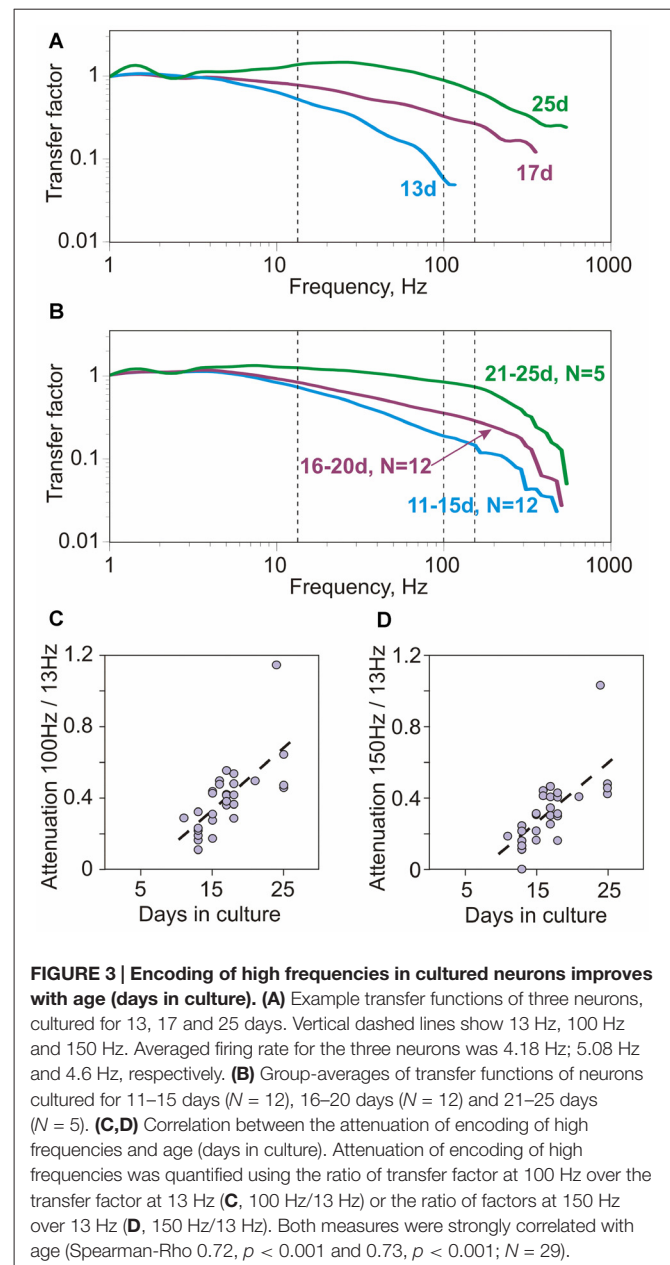 A
Transfer factor
1
0.1
0.01
25d
17d
13d
1
10
100
1000
Frequency, Hz
B
Transfer factor
1
0.1
0.01
21-25d, N=5
16-20d, N=12
11-15d, N=12
1
10
100
1000
Frequency, Hz
C
Attenuation 100Hz / 13Hz
1.2
0.8
0.4
0
5
15
25
Days in culture
D
Attenuation 150Hz / 13Hz
1.2
0.8
0.4
0
5
15
25
Days in culture
FIGURE 3 | Encoding of high frequencies in cultured neurons improves
with age (days in culture). (A) Example transfer functions of three neurons,
cultured for 13, 17 and 25 days. Vertical dashed lines show 13 Hz, 100 Hz
and 150 Hz. Averaged firing rate for the three neurons was 4.18 Hz; 5.08 Hz
and 4.6 Hz, respectively. (B) Group-averages of transfer functions of neurons
cultured for 11–15 days (N = 12), 16–20 days (N = 12) and 21–25 days
(N = 5). (C,D) Correlation between the attenuation of encoding of high
frequencies and age (days in culture). Attenuation of encoding of high
frequencies was quantified using the ratio of transfer factor at 100 Hz over the
transfer factor at 13 Hz (C, 100 Hz/13 Hz) or the ratio of factors at 150 Hz
over 13 Hz (D, 150 Hz/13 Hz). Both measures were strongly correlated with
age (Spearman-Rho 0.72, p < 0.001 and 0.73, p < 0.001; N = 29).